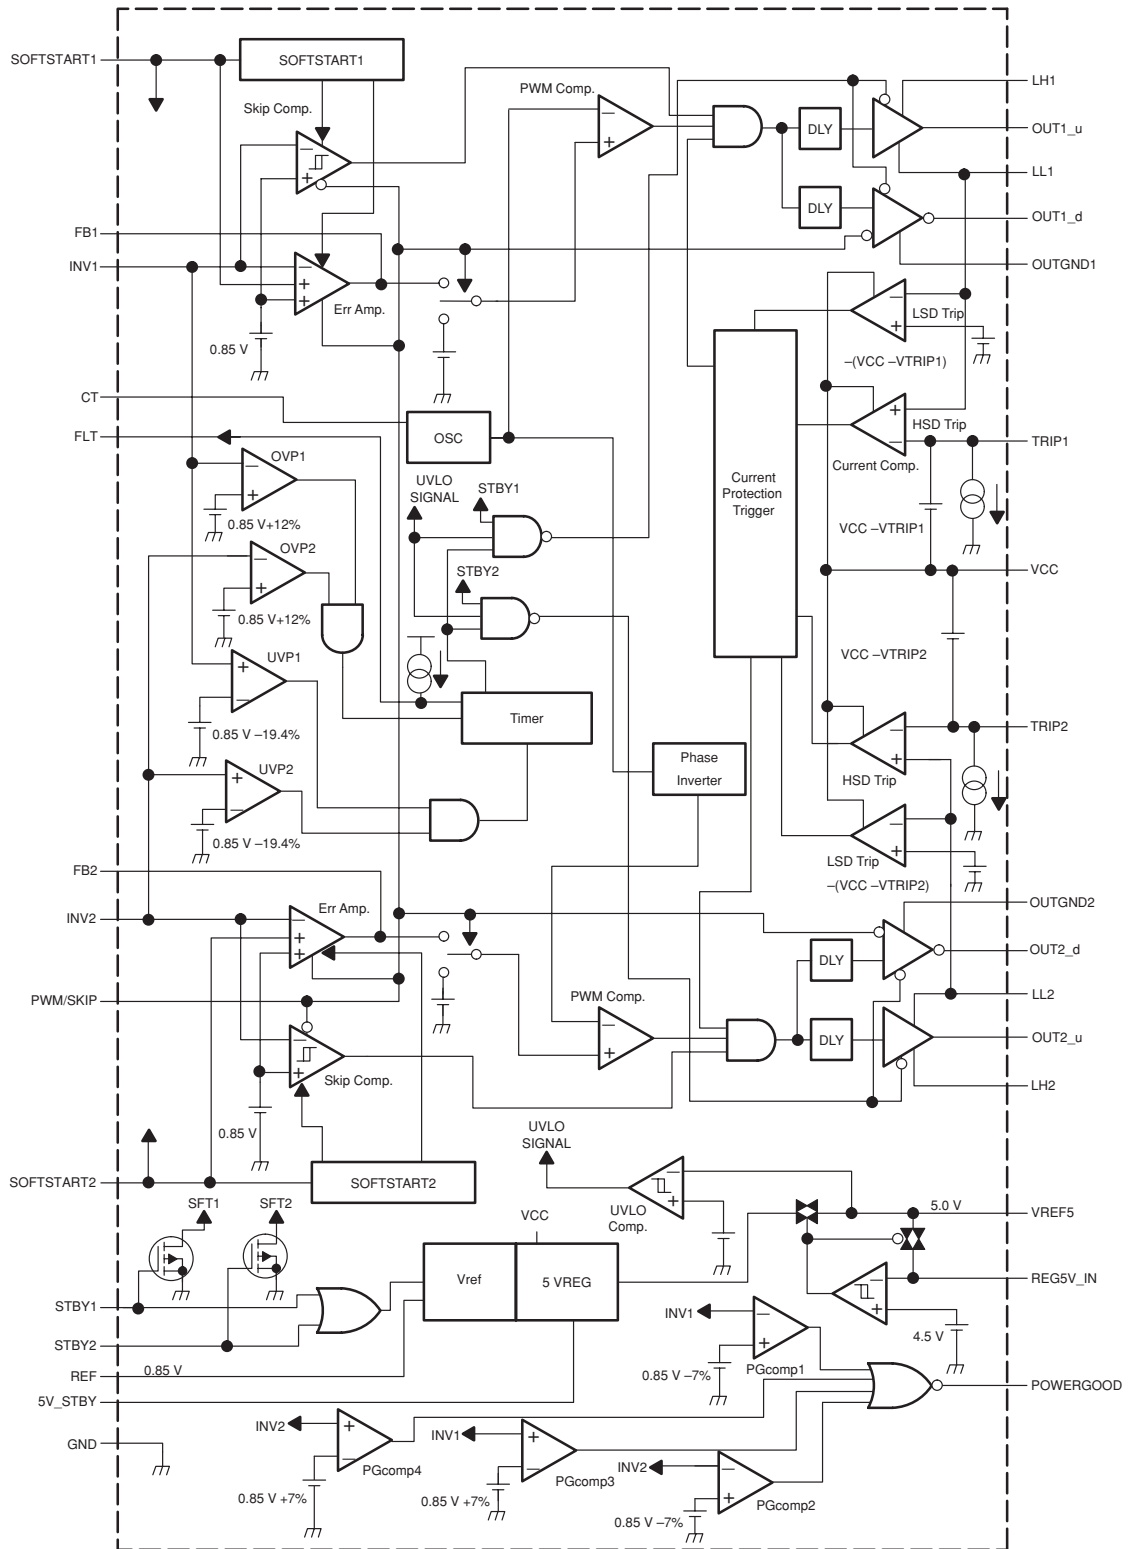 SOFTSTART1
SOFTSTART1
Skip Comp.
PWM Comp.
LH1
DLY
OUT1_u
LL1
DLY
OUT1_d
FB1
INV1
OUTGND1
Err Amp.
LSD Trip
0.85 V
–(VCC –VTRIP1)
CT
OSC
HSD Trip
FLT
TRIP1
OVP1
Current Comp.
UVLO
SIGNAL
STBY1
Current
Protection
Trigger
0.85 V+12%
VCC –VTRIP1
OVP2
STBY2
VCC
0.85 V+12%
UVP1
VCC –VTRIP2
Timer
TRIP2
0.85 V –19.4%
Phase
Inverter
UVP2
HSD Trip
0.85 V –19.4%
LSD Trip
FB2
–(VCC –VTRIP2)
OUTGND2
Err Amp.
INV2
OUT2_d
DLY
PWM/SKIP
PWM Comp.
LL2
DLY
OUT2_u
Skip Comp.
LH2
0.85 V
UVLO
SIGNAL
SOFTSTART2
SOFTSTART2
SFT1
SFT2
VCC
UVLO
Comp.
5.0 V
VREF5
Vref
5 VREG
REG5V_IN
STBY1
INV1
4.5 V
STBY2
REF
0.85 V
0.85 V –7%
PGcomp1
POWERGOOD
5V_STBY
INV2
INV1
GND
PGcomp4
INV2
PGcomp3
0.85 V +7%
0.85 V +7%
PGcomp2
0.85 V –7%